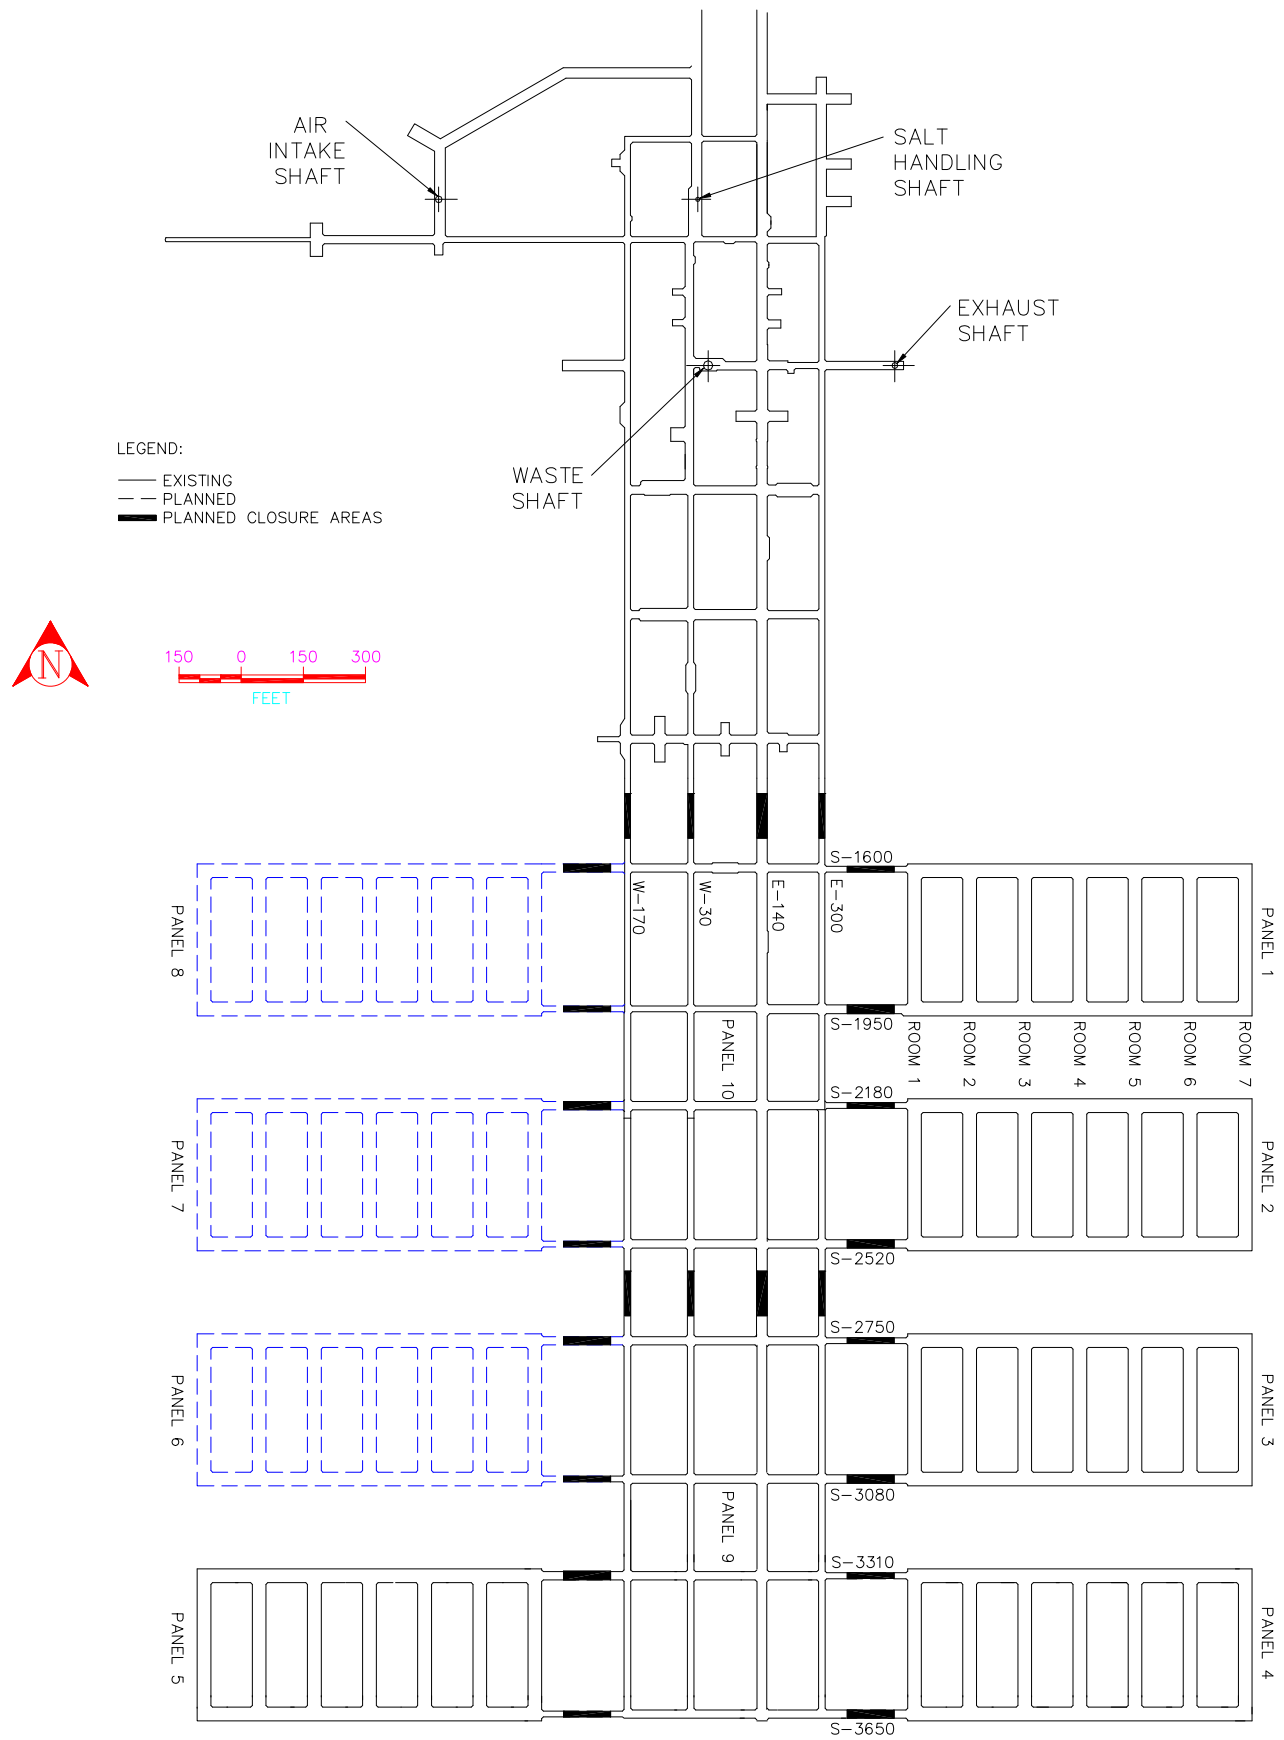 AIR
INTAKE
SHAFT
SALT
HANDLING
SHAFT
EXHAUST
SHAFT
WASTE
SHAFT
LEGEND:
EXISTING
PLANNED
PLANNED CLOSURE AREAS
N
150 0 150 300
FEET
S-1600
W-170
W-30
E-140
E-300
PANEL 8
PANEL 1
S-1950
PANEL 10
ROOM 1
ROOM 2
ROOM 3
ROOM 4
ROOM 5
ROOM 6
ROOM 7
S-2180
PANEL 7
PANEL 2
S-2520
S-2750
PANEL 6
PANEL 3
S-3080
PANEL 9
S-3310
PANEL 5
PANEL 4
S-3650